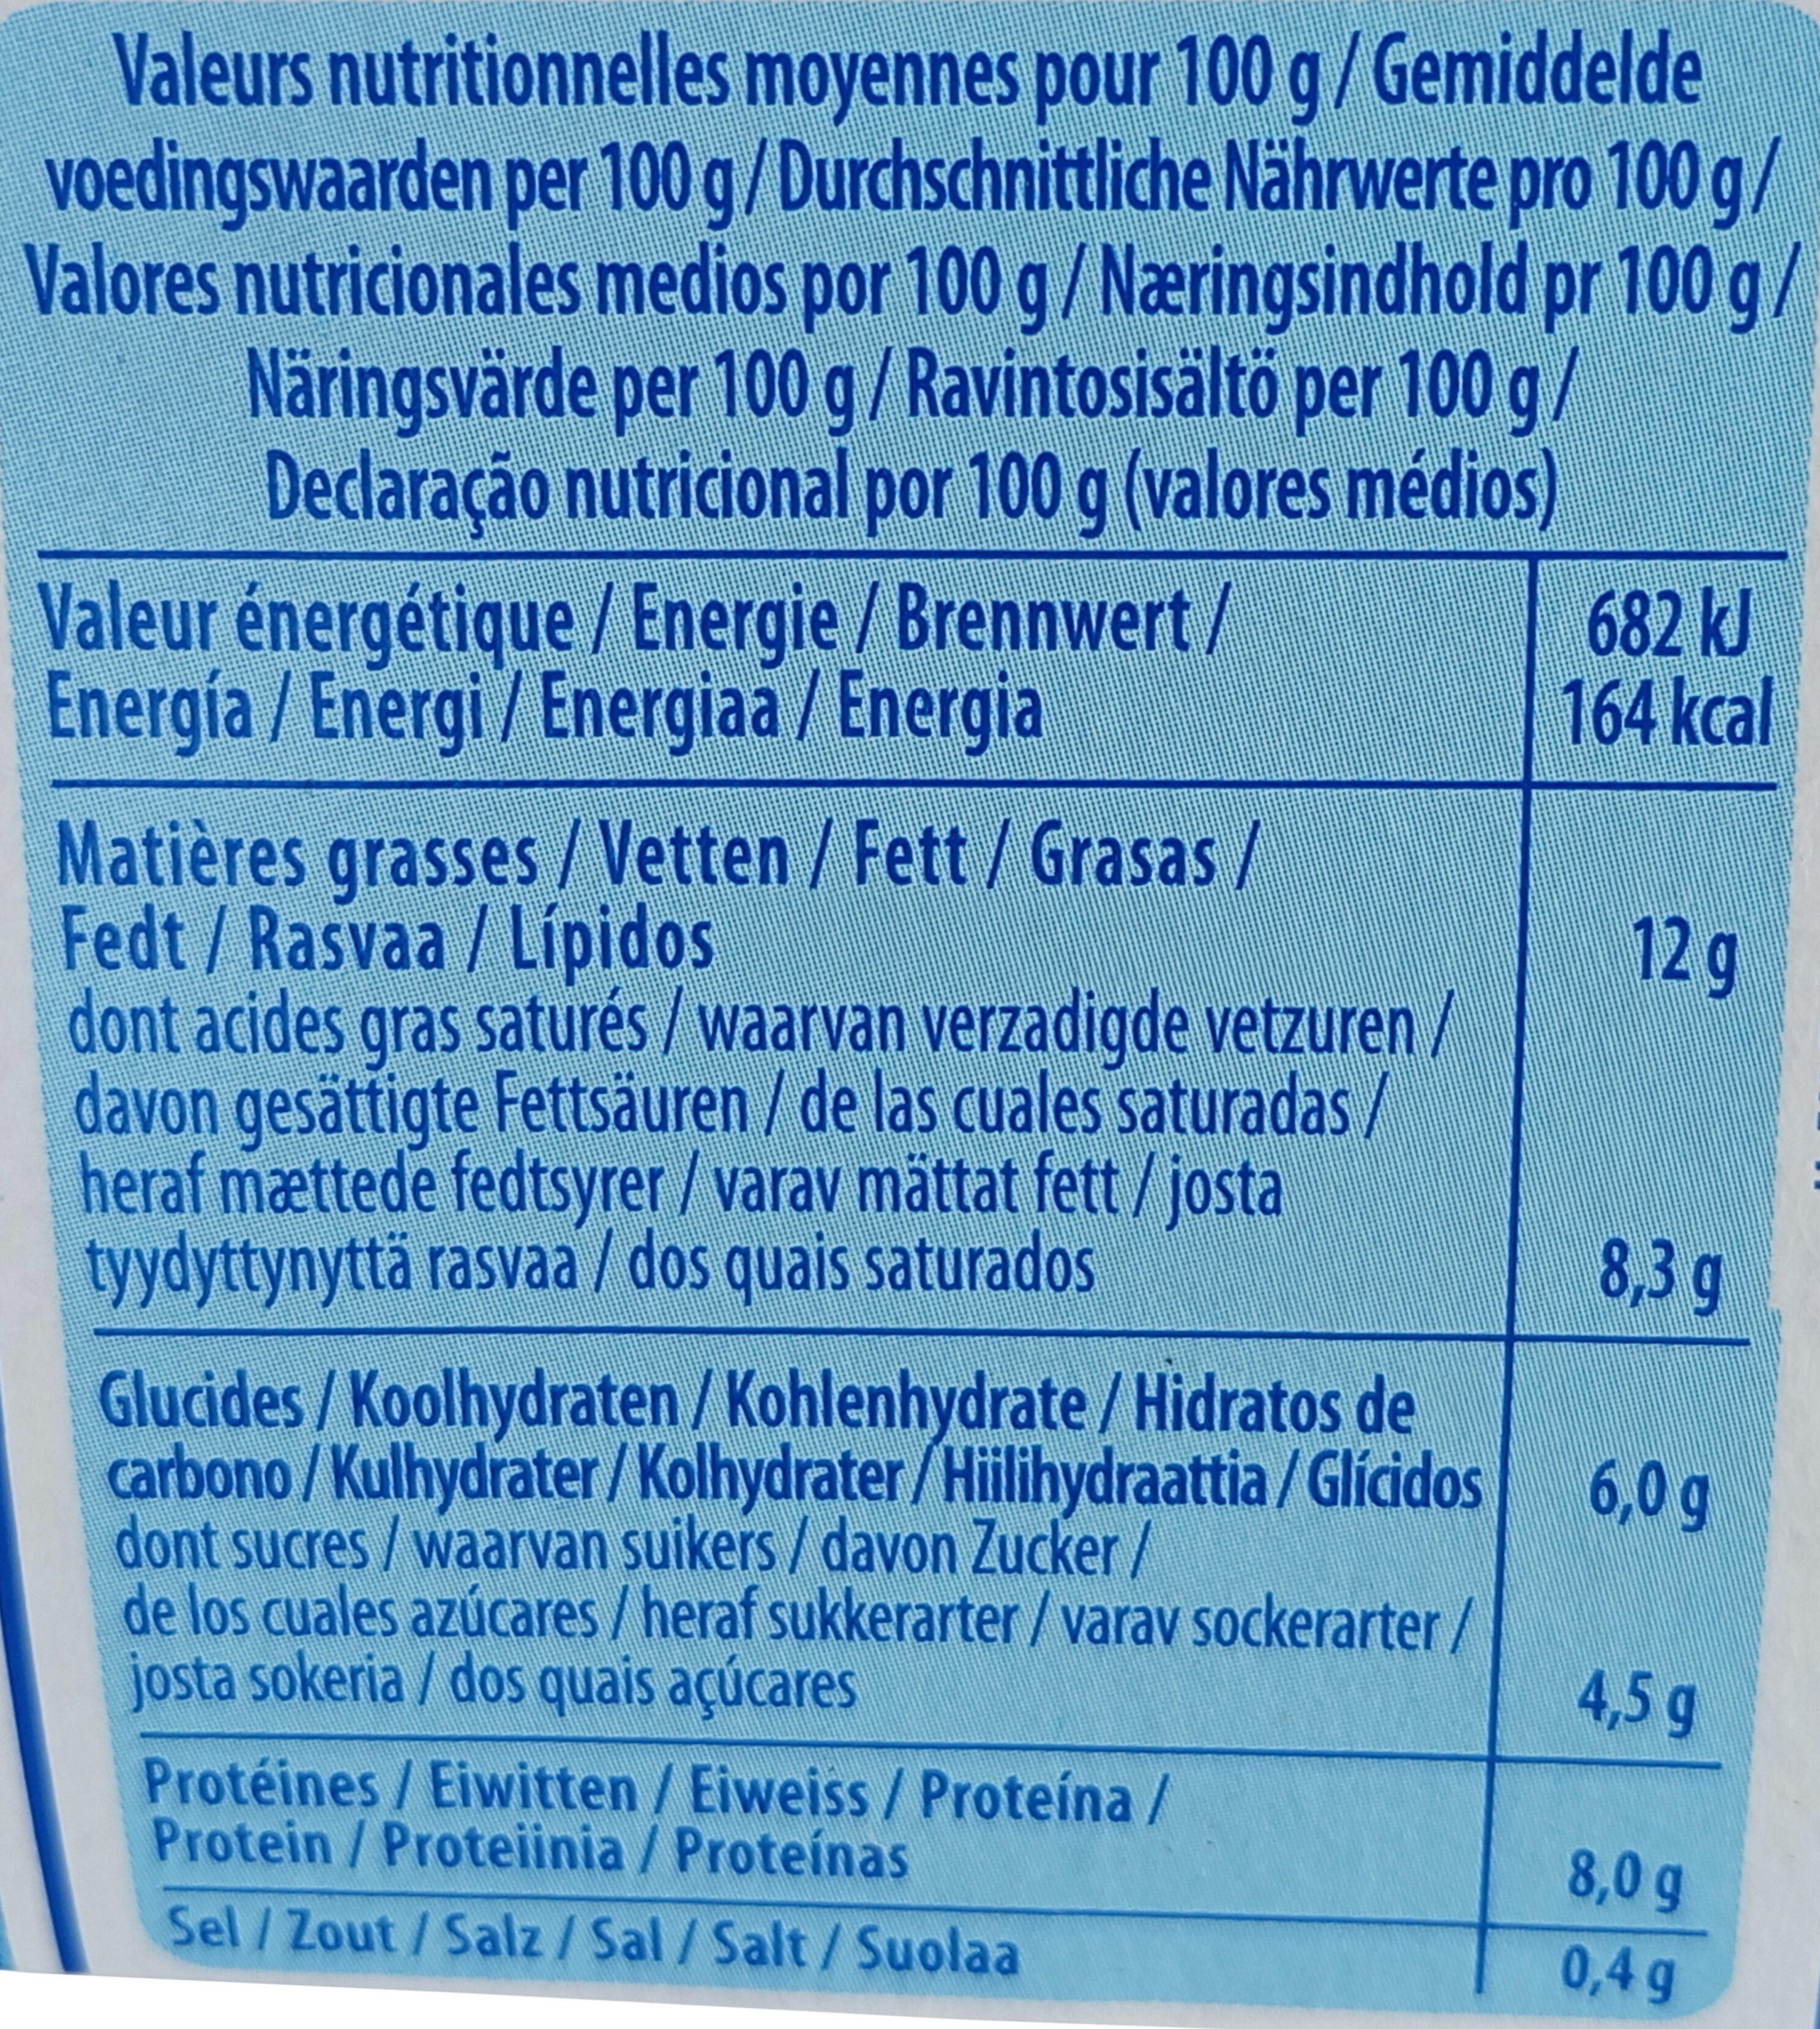 Valeurs nutritionnelles moyennes pour 100 g / Gemiddelde
voedingswaarden per 100 g / Durchschnittliche Nährwerte pro 100 g /
Valores nutricionales medios por 100 g / Næringsindhold pr 100 g /
Näringsvärde per 100 g / Ravintosisältö per 100 g /
Declaração nutricional por 100 g (valores médios)
Valeur énergétique / Energie / Brennwert /
682 kJ
Energía / Energi / Energiaa / Energia
164 kcal
Matières grasses / Vetten / Fett / Grasas /
Fedt / Rasvaa / Lípidos
12 g
dont acides gras saturés / waarvan verzadigde vetzuren /
davon gesättigte Fettsäuren / de las cuales saturadas /
heraf mættede fedtsyrer / varav mättat fett / josta
tyydyttynyttä rasvaa / dos quais saturados
8,3 g
Glucides / Koolhydraten / Kohlenhydrate / Hidratos de
carbono / Kulhydrater / Kolhydrater / Hiilihydraattia / Glícidos
6,0 g
dont sucres / waarvan suikers / davon Zucker /
de los cuales azúcares / heraf sukkerarter / varav sockerarter /
josta sokeria / dos quais açúcares
4,5 g
Protéines / Eiwitten / Eiweiss / Proteína /
Protein / Proteiinia / Proteínas
8,0 g
Sel / Zout / Salz / Sal / Salt / Suolaa
0,4 g